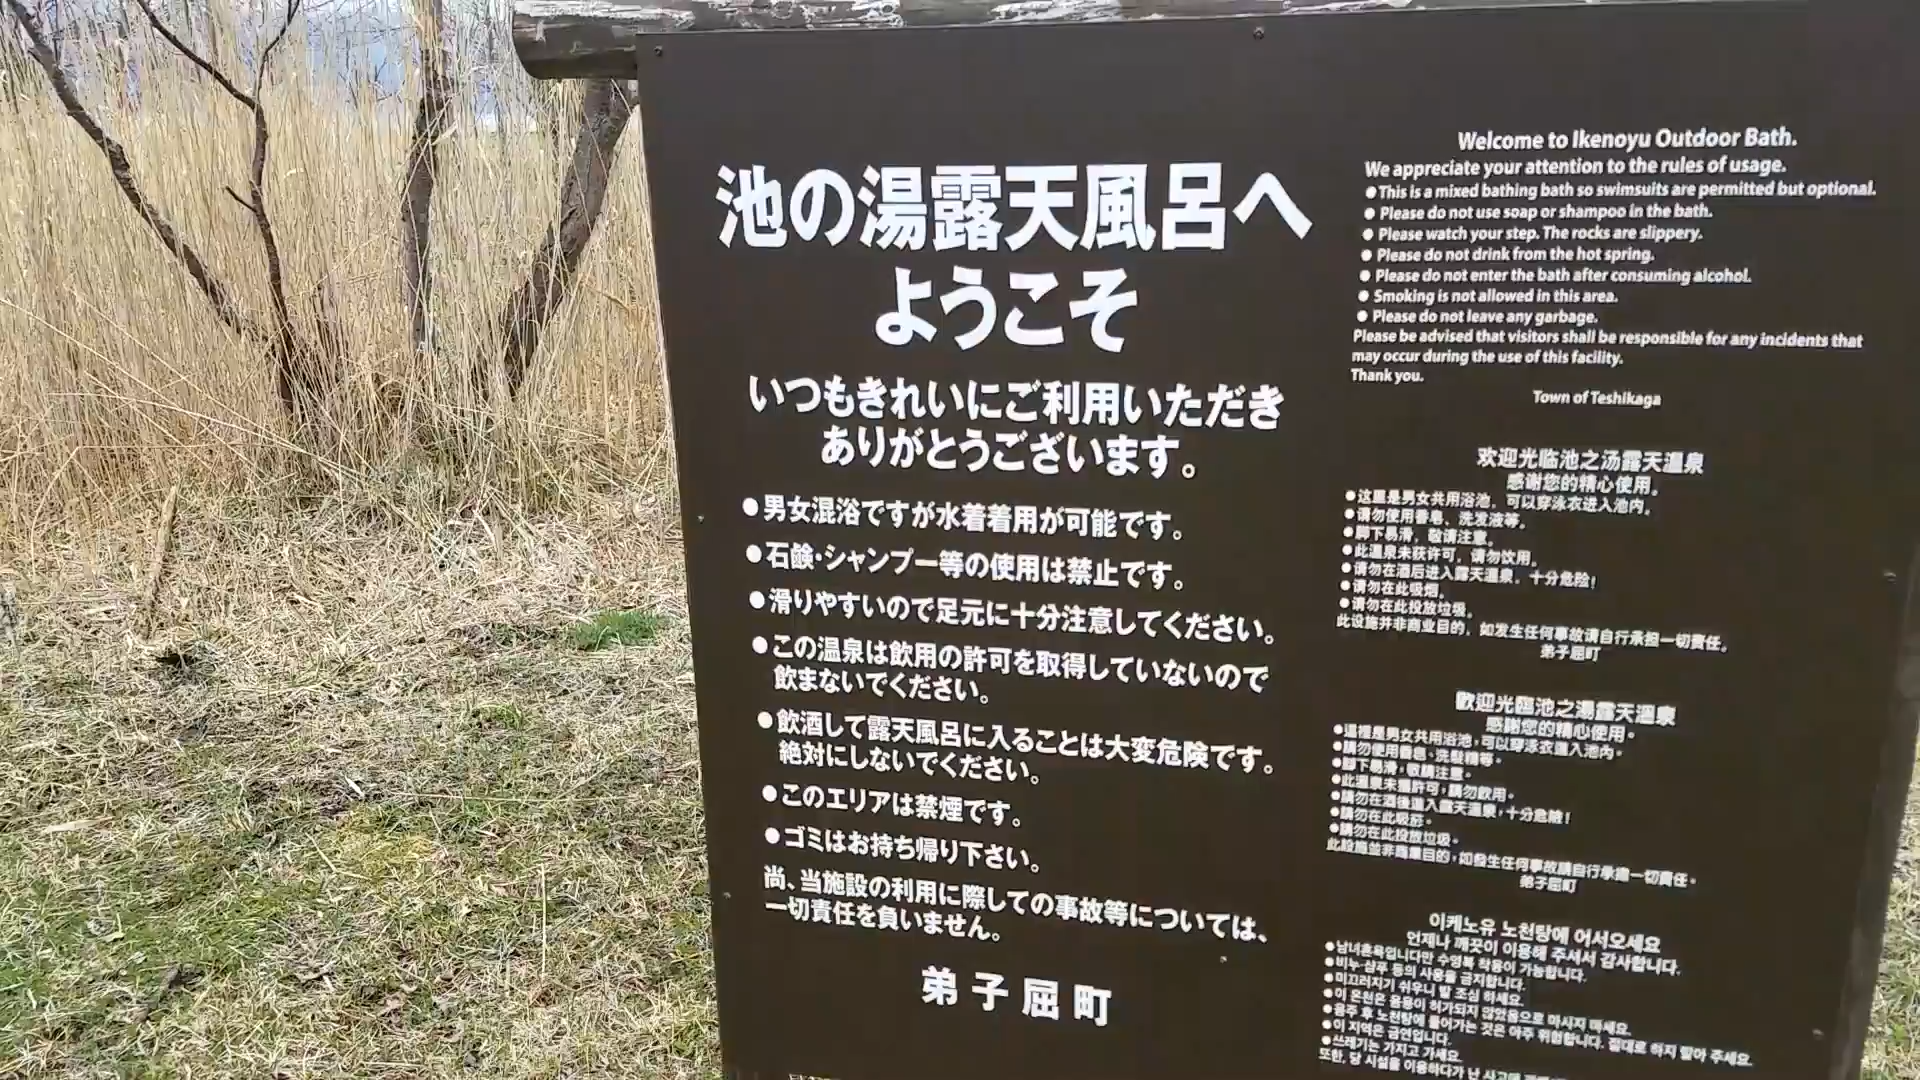 池の湯露天風呂へ
ようこそ
いつもきれいにご利用いただき
ありがとうございます。
●男女混浴ですが水着着用が可能です。
●石鹸・シャンプー等の使用は禁止です。
●滑りやすいので足元に十分注意してください。
●この温泉は飲用の許可を取得していないので
飲まないでください。
●飲酒して露天風呂に入ることは大変危険です。
絶対にしないでください。
●このエリアは禁煙です。
●ゴミはお持ち帰り下さい。
尚、当施設の利用に際しての事故等については、
一切責任を負いません。
弟子屈町
Welcome to Ikenoyu Outdoor Bath.
We appreciate your attention to the rules of usage.
●This is a mixed bathing bath so swimsuits are permitted but optional.
●Please do not use soap or shampoo in the bath.
●Please watch your step. The rocks are slippery.
●Please do not drink from the hot spring.
●Please do not enter the bath after consuming alcohol.
●Smoking is not allowed in this area.
●Please do not leave any garbage.
Please be advised that visitors shall be responsible for any incidents that
may occur during the use of this facility.
Thank you.
Town of Teshikaga
欢迎光临池之汤露天温泉
感谢您的精心使用。
●这里是男女共用浴池，可以穿泳衣进入池内。
●请勿使用香皂、洗发液等。
●脚下易滑，敬请注意。
●此温泉未获许可，请勿饮用。
●请勿在酒后进入露天温泉，十分危险！
●请勿在此吸烟。
●请勿在此投放垃圾。
此设施并非商业目的，如发生任何事故请自行承担一切责任。
弟子屈町
歡迎光臨池之湯露天溫泉
感謝您的精心使用。
●這裡是男女共用浴池，可以穿泳衣進入池內。
●請勿使用香皂、洗髮精等。
●腳下易滑，敬請注意。
●此溫泉未獲許可，請勿飲用。
●請勿在酒後進入露天溫泉，十分危險！
●請勿在此吸菸。
●請勿在此投放垃圾。
此設施並非商業目的，如發生任何事故請自行承擔一切責任。
弟子屈町
이케노유 노천탕에 어서오세요
언제나 깨끗이 이용해 주셔서 감사합니다.
●남녀혼욕입니다만 수영복 착용이 가능합니다.
●비누·샴푸 등의 사용을 금지합니다.
●미끄러지기 쉬우니 발 조심 하세요.
●이 온천은 음용이 허가되지 않았음으로 마시지 마세요.
●음주 후 노천탕에 들어가는 것은 아주 위험합니다. 절대로 하지 말아 주세요.
●이 지역은 금연입니다.
●쓰레기는 가지고 가세요.
또한, 당 시설을 이용하다가 난